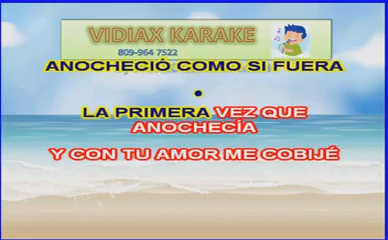 VIDIAX KARAKE
809-964 7522
ANOCHECIÓ COMO SI FUERA
LA PRIMERA VEZ QUE
ANOCHECÍA
Y CON TU AMOR ME COBIJÉ